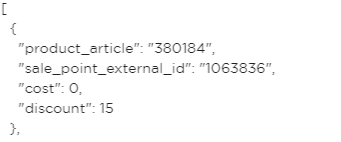 [
{
"product_article": "380184",
"sale_point_external_id": "1063836",
"cost": 0,
"discount": 15
},